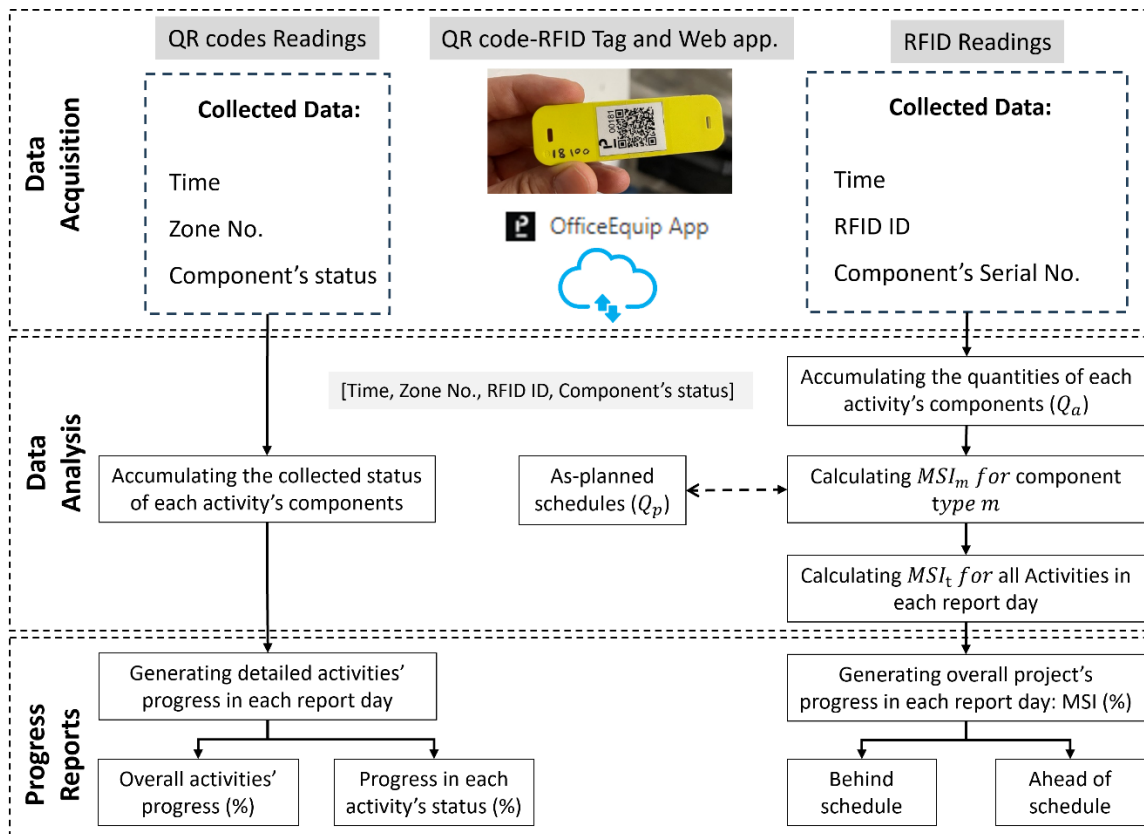 Data
Acquisition
QR codes Readings
Collected Data:
Time
Zone No.
Component’s status
QR code-RFID Tag and Web app.
00181
18100
OfficeEquip App
RFID Readings
Collected Data:
Time
RFID ID
Component’s Serial No.
Data
Analysis
[Time, Zone No., RFID ID, Component’s status]
Accumulating the quantities of each
activity’s components (Qₐ)
Accumulating the collected status
of each activity’s components
As-planned
schedules (Qₚ)
Calculating MSIₘ for component
type m
Calculating MSIₜ for all Activities in
each report day
Progress
Reports
Generating detailed activities’
progress in each report day
Overall activities’
progress (%)
Progress in each
activity’s status (%)
Generating overall project’s
progress in each report day: MSI (%)
Behind
schedule
Ahead of
schedule